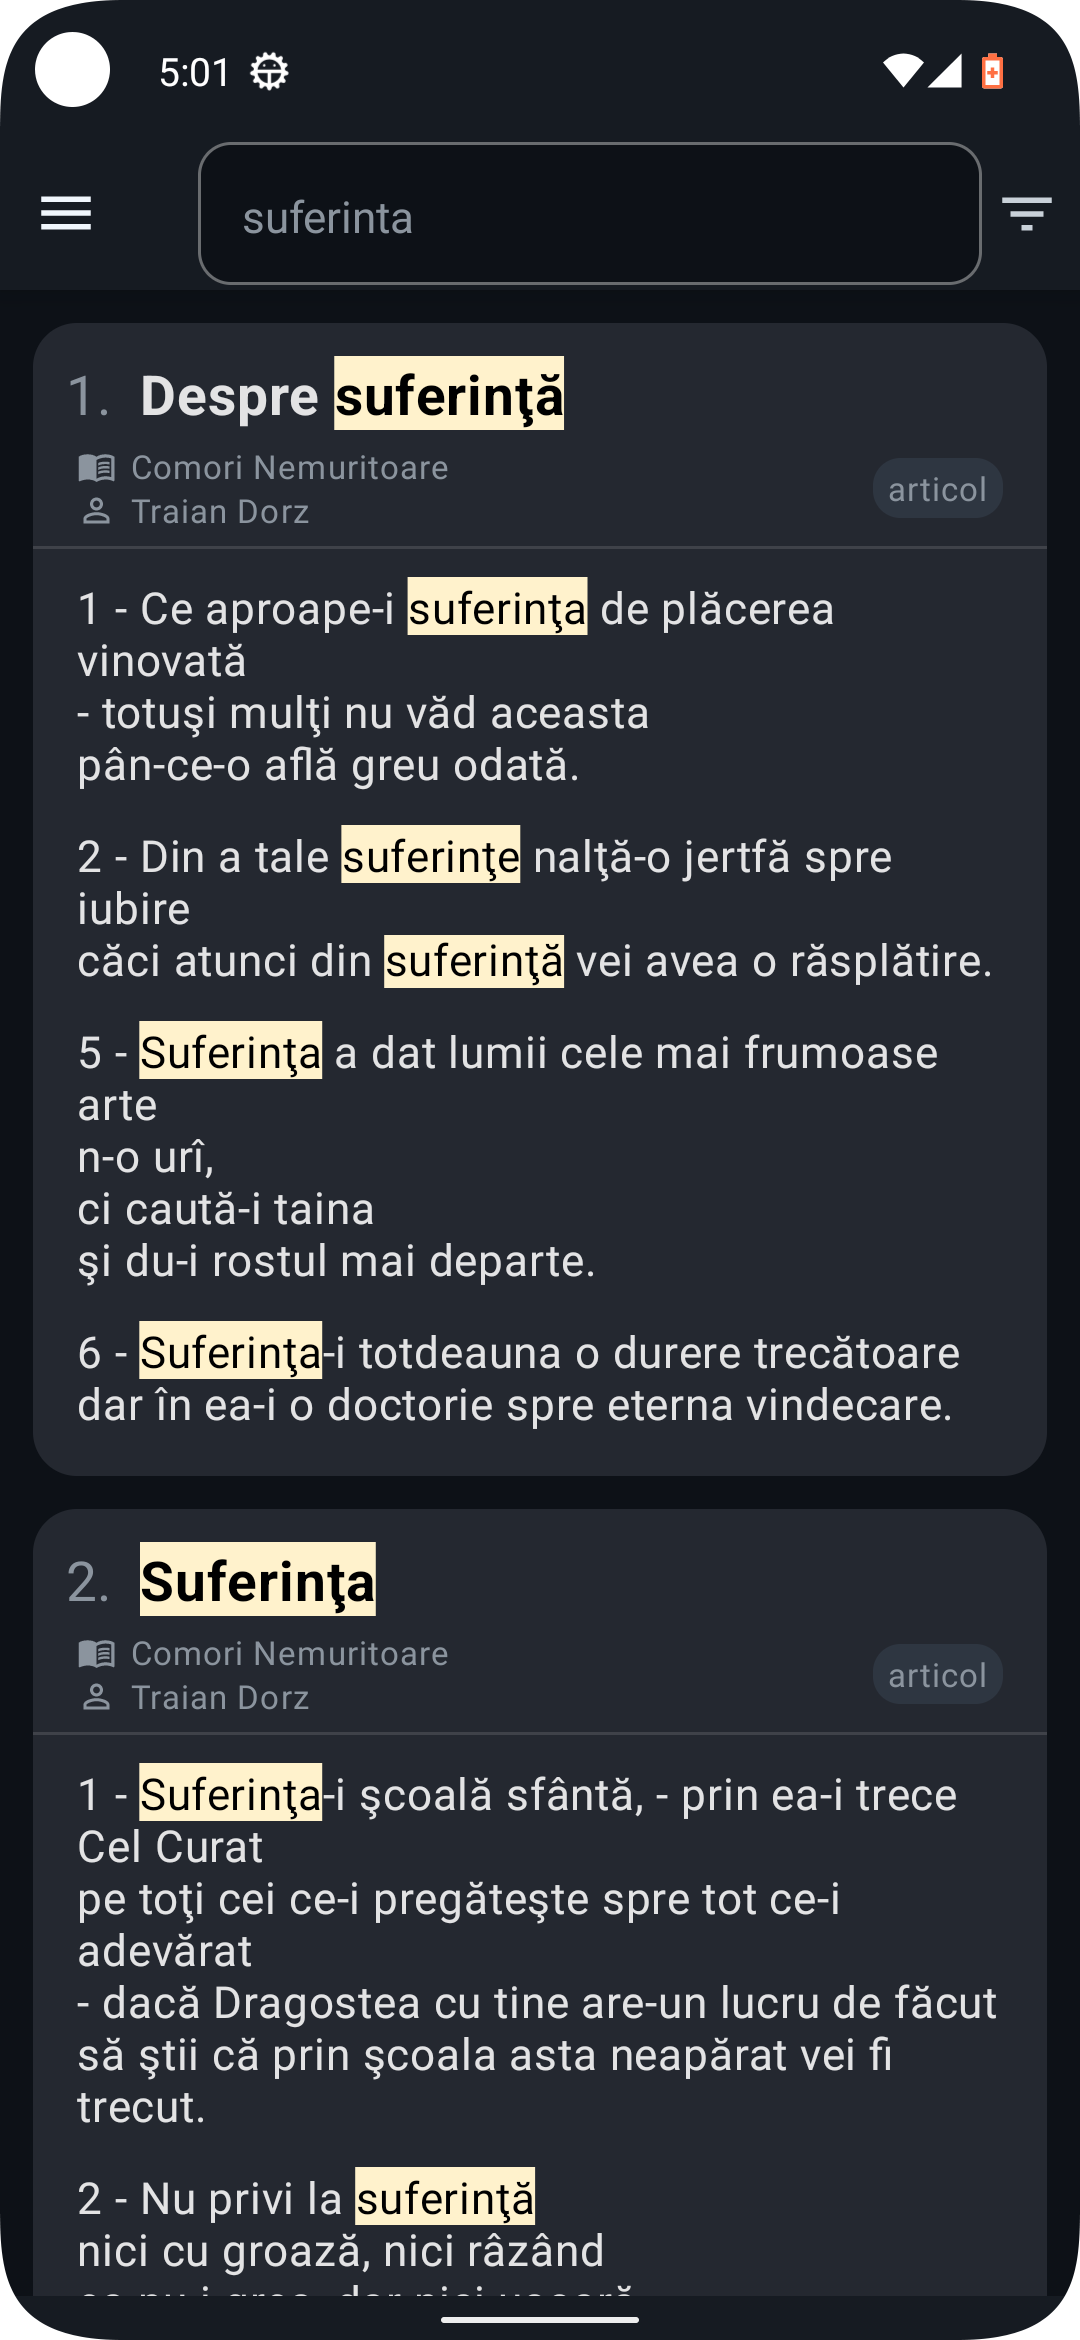 5:01
suferinta
1. Despre suferinţă
Comori Nemuritoare
Traian Dorz
articol
1 - Ce aproape-i suferinţa de plăcerea
vinovată
- totuşi mulţi nu văd aceasta
pân-ce-o află greu odată.
2 - Din a tale suferinţe nalţă-o jertfă spre
iubire
căci atunci din suferinţă vei avea o răsplătire.
5 - Suferinţa a dat lumii cele mai frumoase
arte
n-o urî,
ci caută-i taina
şi du-i rostul mai departe.
6 - Suferinţa-i totdeauna o durere trecătoare
dar în ea-i o doctorie spre eterna vindecare.
2. Suferinţa
Comori Nemuritoare
Traian Dorz
articol
1 - Suferinţa-i şcoală sfântă, - prin ea-i trece
Cel Curat
pe toţi cei ce-i pregăteşte spre tot ce-i
adevărat
- dacă Dragostea cu tine are-un lucru de făcut
să ştii că prin şcoala asta neapărat vei fi
trecut.
2 - Nu privi la suferinţă
nici cu groază, nici râzând